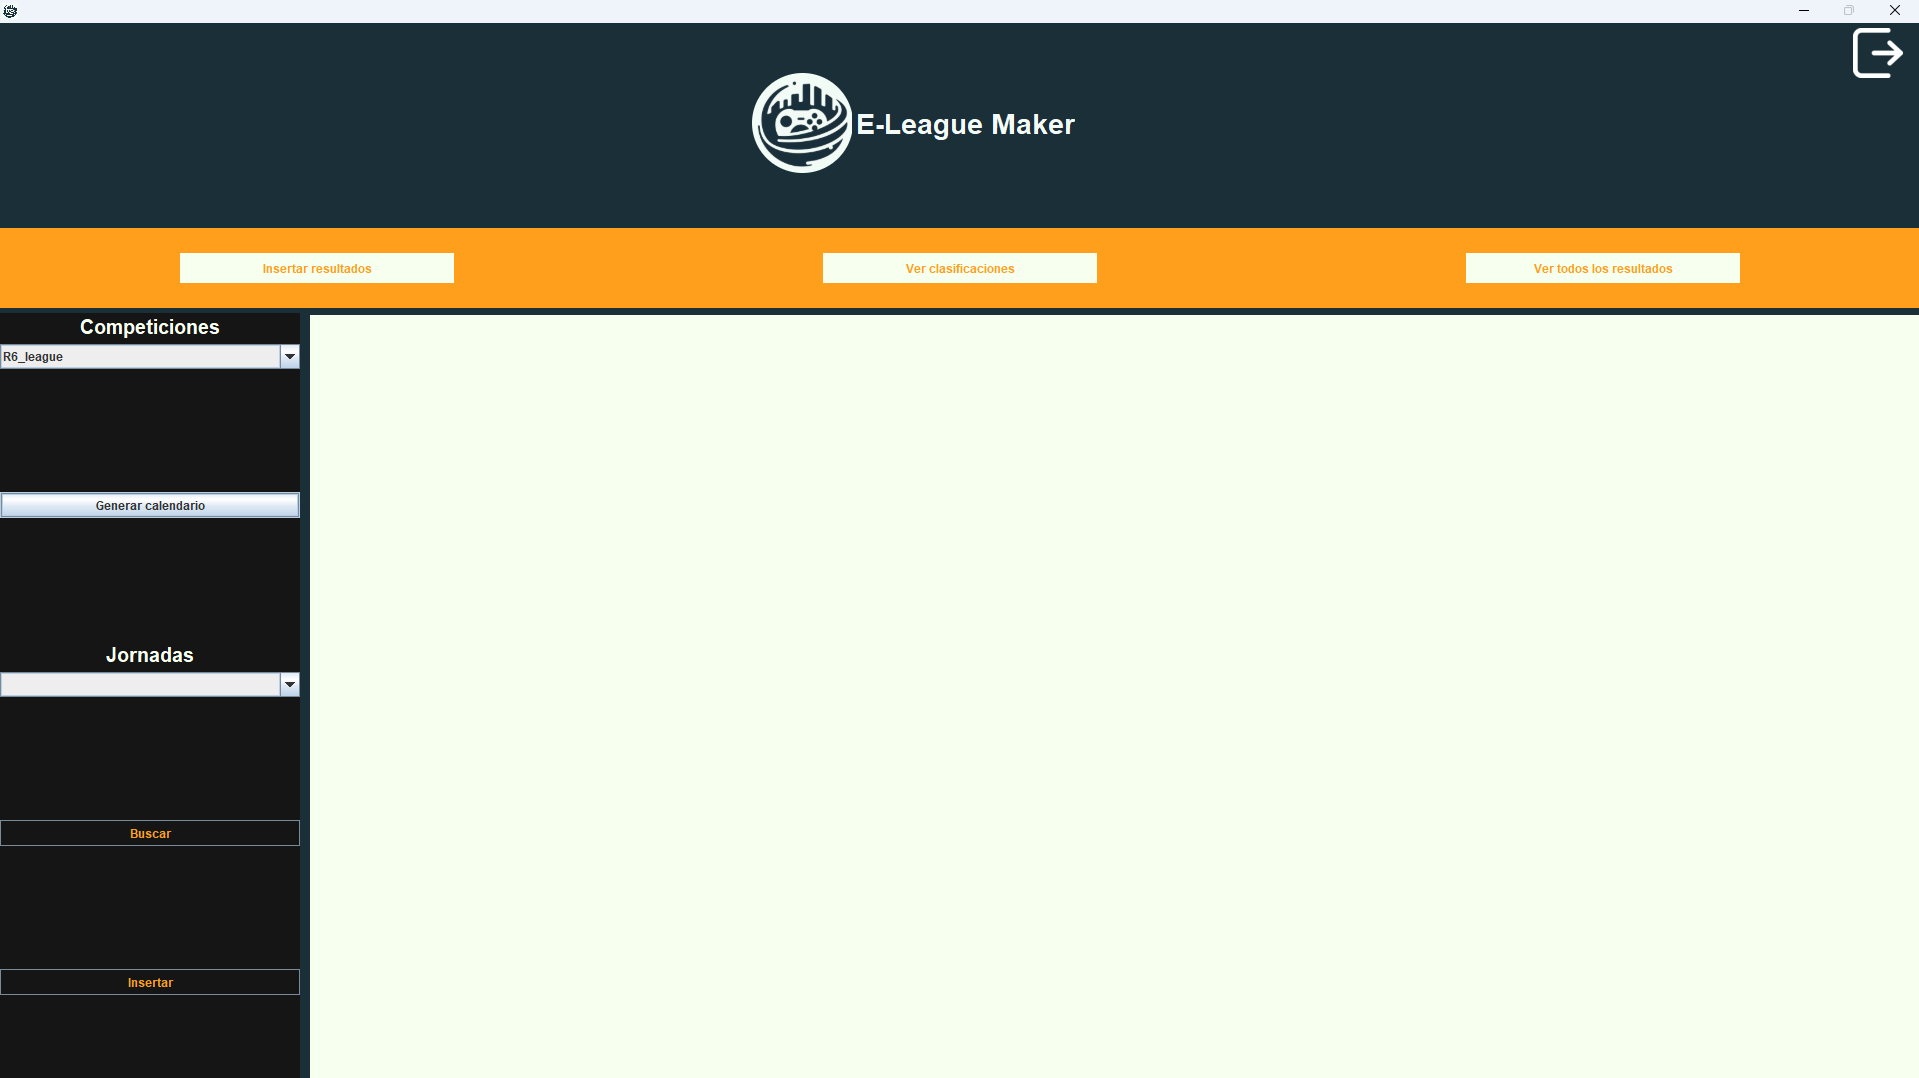 E-League Maker
Insertar resultados
Ver clasificaciones
Ver todos los resultados
Competiciones
R6_league
Generar calendario
Jornadas
Buscar
Insertar